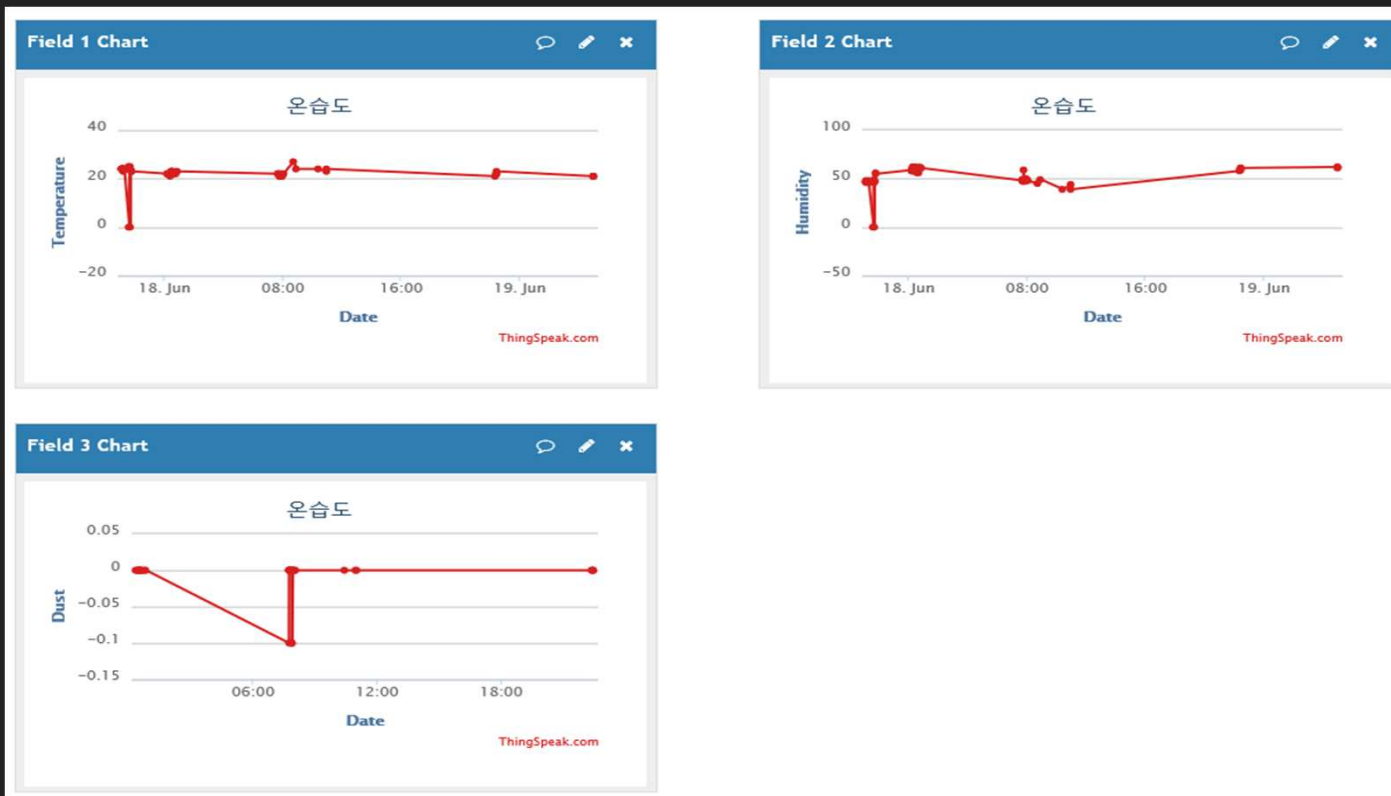 Field 1 Chart
온습도
Temperature
40
20
0
−20
18. Jun 08:00 16:00 19. Jun
Date
ThingSpeak.com
Field 2 Chart
온습도
Humidity
100
50
0
−50
18. Jun 08:00 16:00 19. Jun
Date
ThingSpeak.com
Field 3 Chart
온습도
Dust
0.05
0
−0.05
−0.1
−0.15
06:00 12:00 18:00
Date
ThingSpeak.com